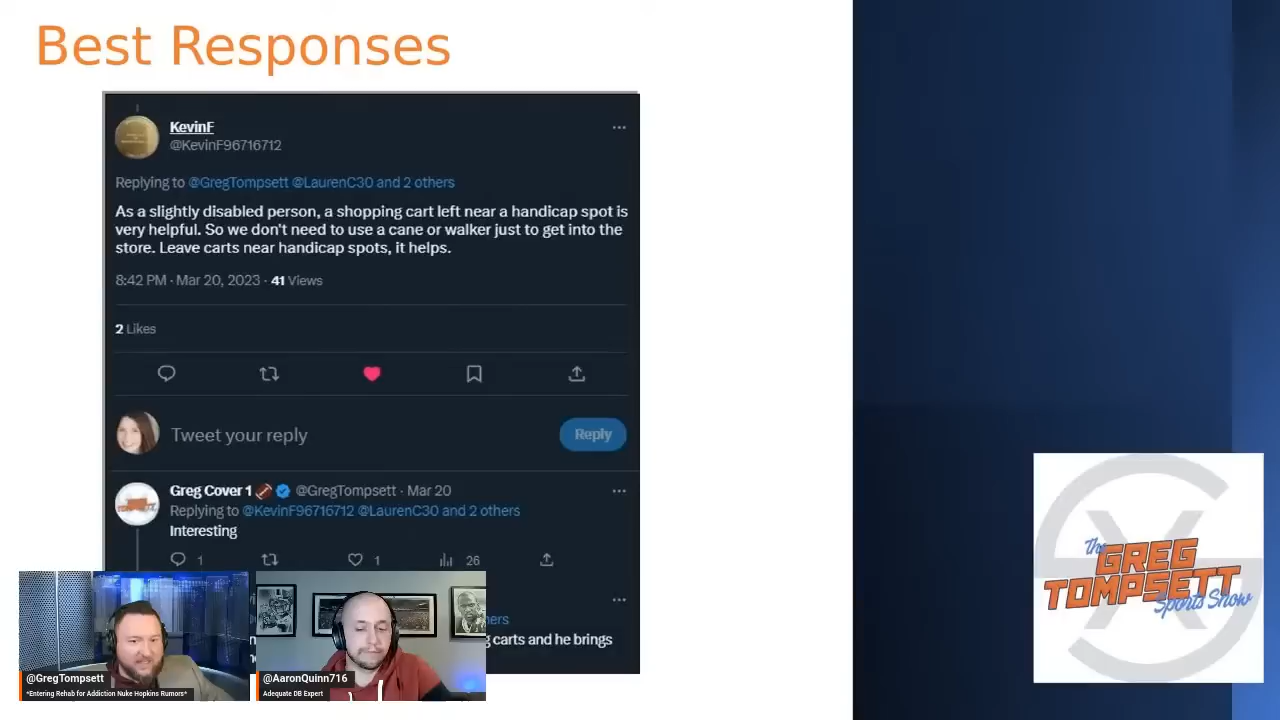 Best Responses
KevinF
@KevinF96716712
Replying to @GregTompsett @LaurenC30 and 2 others
As a slightly disabled person, a shopping cart left near a handicap spot is
very helpful. So we don't need to use a cane or walker just to get into the
store. Leave carts near handicap spots, it helps.
8:42 PM · Mar 20, 2023 · 41 Views
2 Likes
Tweet your reply
Reply
Greg Cover 1 @GregTompsett · Mar 20
Replying to @KevinF96716712 @LaurenC30 and 2 others
Interesting
1
1
26
carts and he brings
@GregTompsett
*Entering Rehab for Addiction Nuke Hopkins Rumors*
@AaronQuinn716
Adequate DB Expert
The
GREG
TOMPSETT
Sports Show